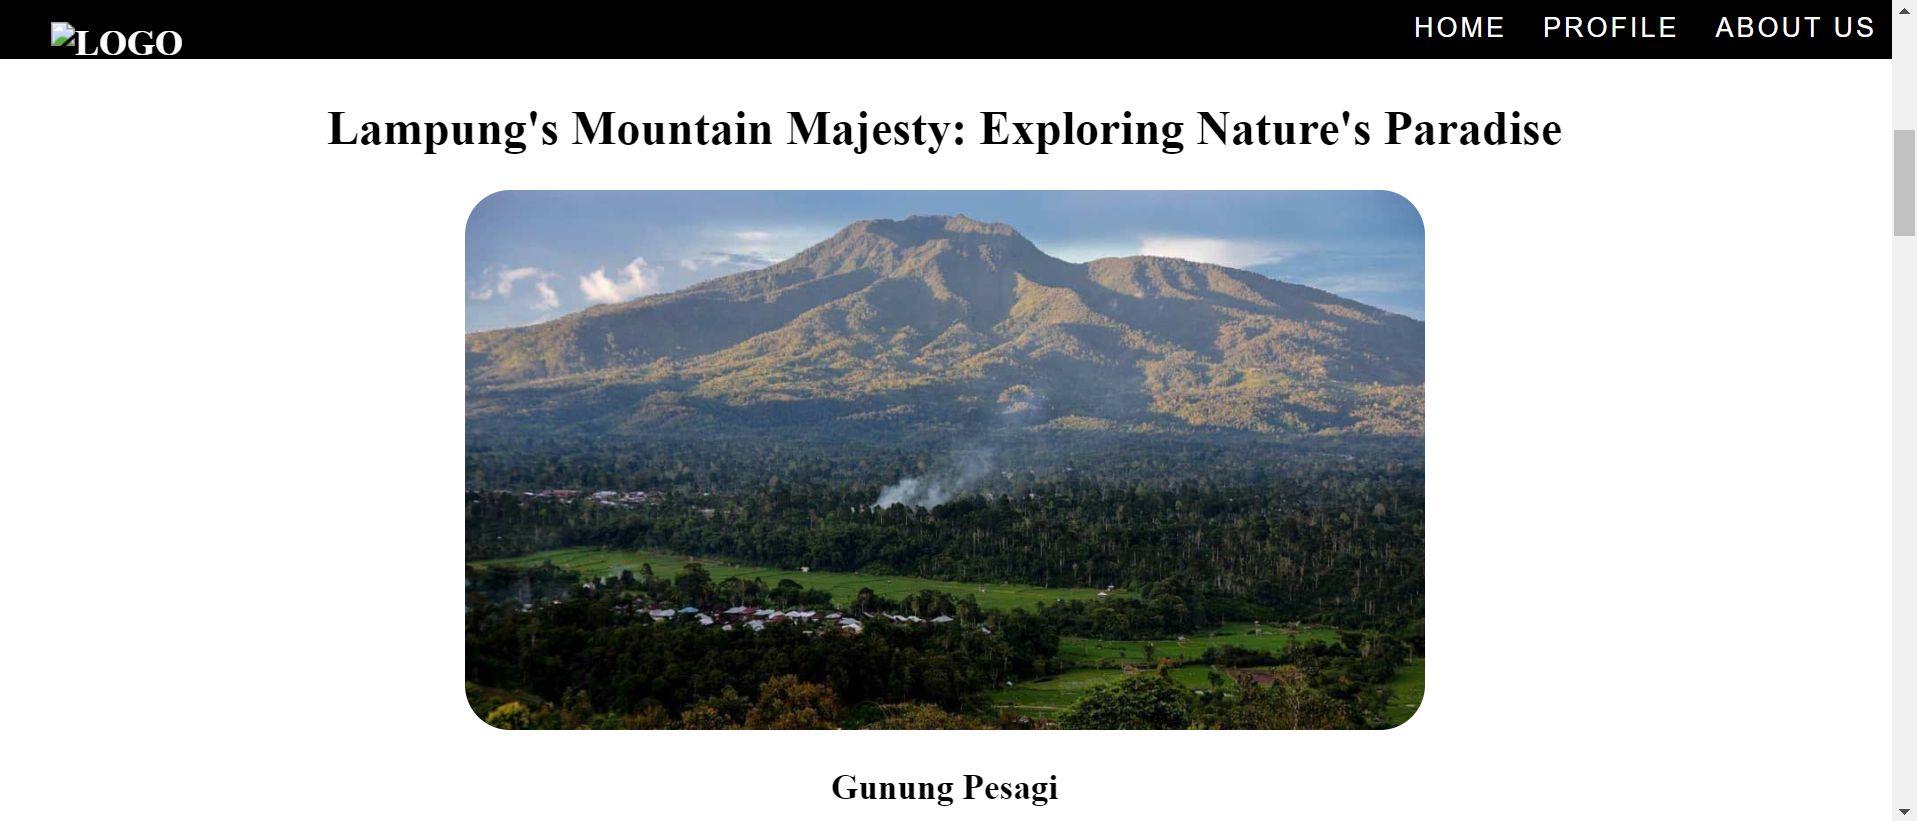 LOGO
HOME PROFILE ABOUT US
Lampung's Mountain Majesty: Exploring Nature's Paradise
Gunung Pesagi